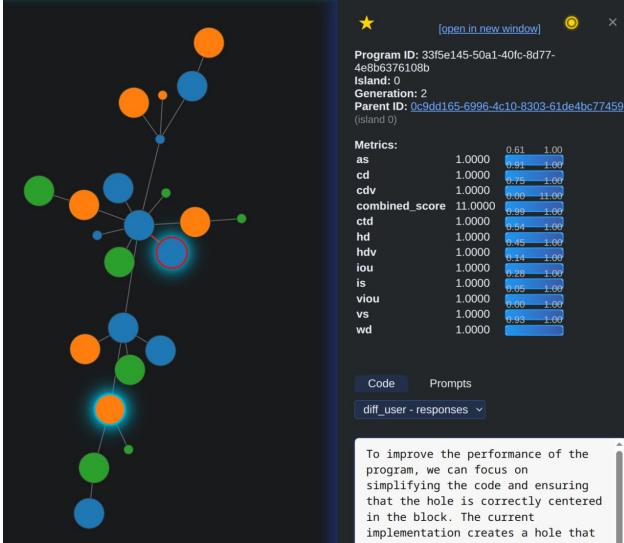 ★ [open in new window] ×
Program ID: 33f5e145-50a1-40fc-8d77-
4e8b6376108b
Island: 0
Generation: 2
Parent ID: 0c9dd165-6996-4c10-8303-61de4bc77459
(island 0)
Metrics:
0.61 1.00
as 1.0000
0.91 1.00
cd 1.0000
0.75 1.00
cdv 1.0000
0.00 11.00
combined_score 11.0000
0.99 1.00
ctd 1.0000
0.54 1.00
hd 1.0000
0.45 1.00
hdv 1.0000
0.14 1.00
iou 1.0000
0.28 1.00
is 1.0000
0.05 1.00
viou 1.0000
0.00 1.00
vs 1.0000
0.93 1.00
wd 1.0000
Code Prompts
diff_user - responses
To improve the performance of the
program, we can focus on
simplifying the code and ensuring
that the hole is correctly centered
in the block. The current
implementation creates a hole that